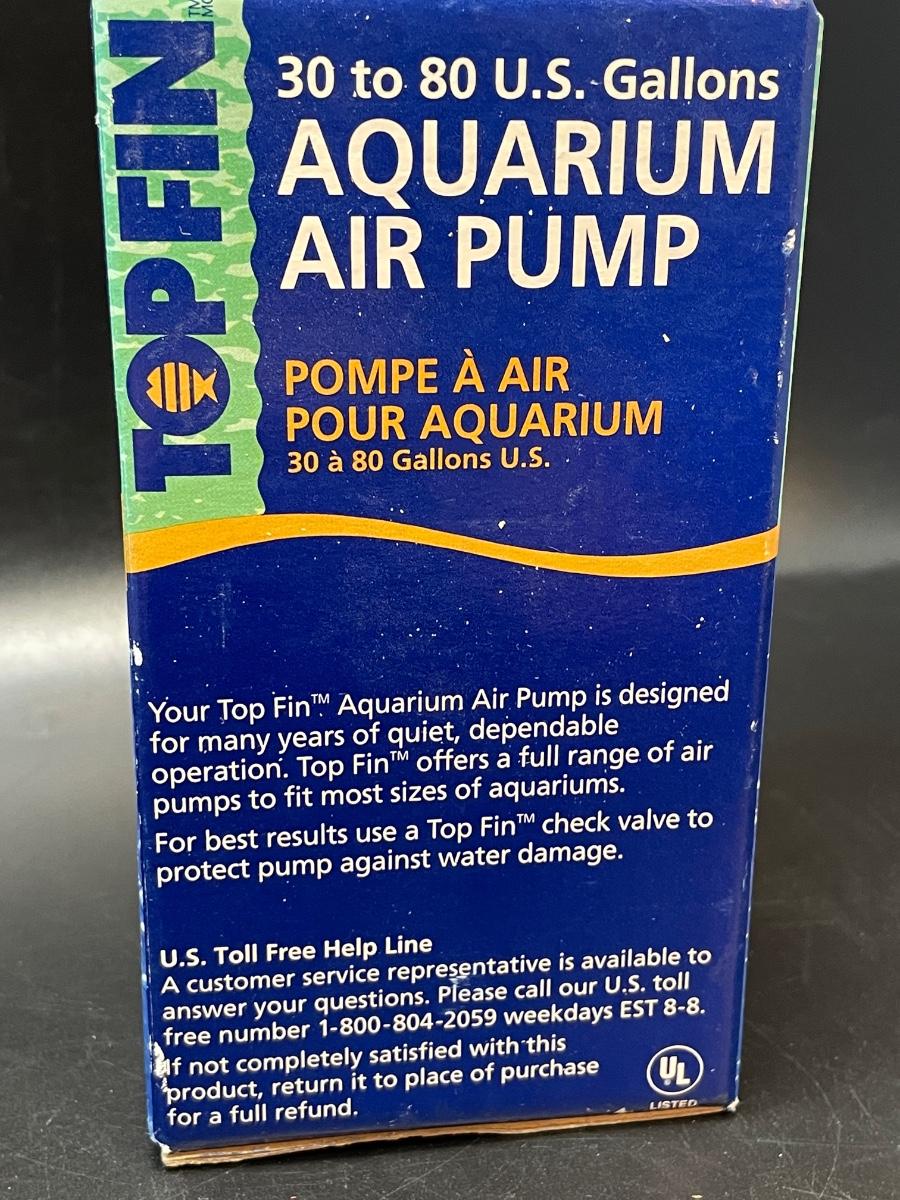 TOP FIN
TM
30 to 80 U.S. Gallons
AQUARIUM
AIR PUMP
POMPE À AIR
POUR AQUARIUM
30 à 80 Gallons U.S.
Your Top Fin™ Aquarium Air Pump is designed
for many years of quiet, dependable
operation. Top Fin™ offers a full range of air
pumps to fit most sizes of aquariums.
For best results use a Top Fin™ check valve to
protect pump against water damage.
U.S. Toll Free Help Line
A customer service representative is available to
answer your questions. Please call our U.S. toll
free number 1-800-804-2059 weekdays EST 8-8.
If not completely satisfied with this
product, return it to place of purchase
for a full refund.
UL
LISTED